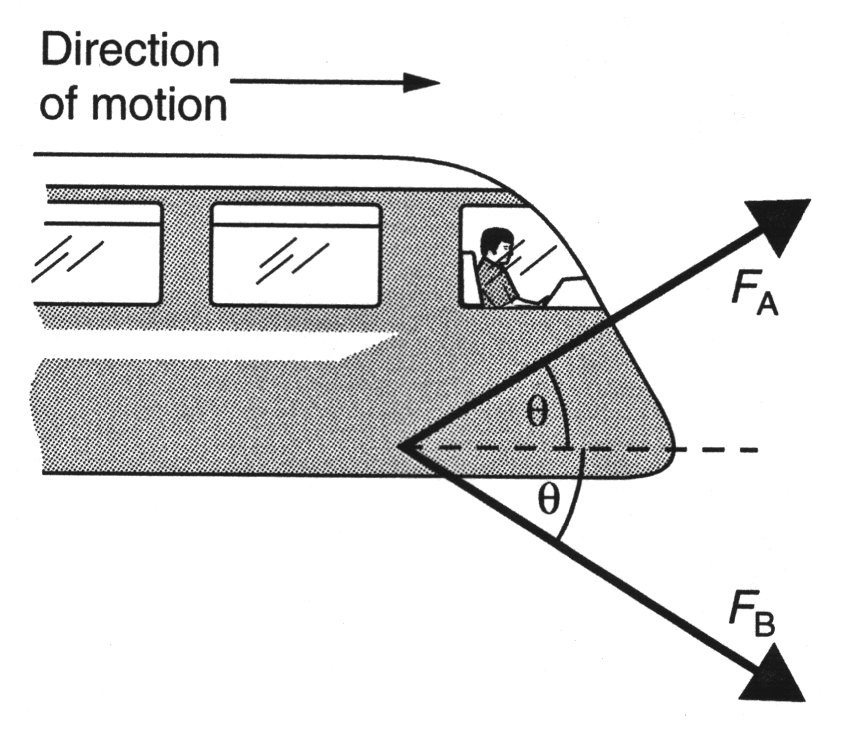 Direction
of motion
F_A
θ
θ
F_B